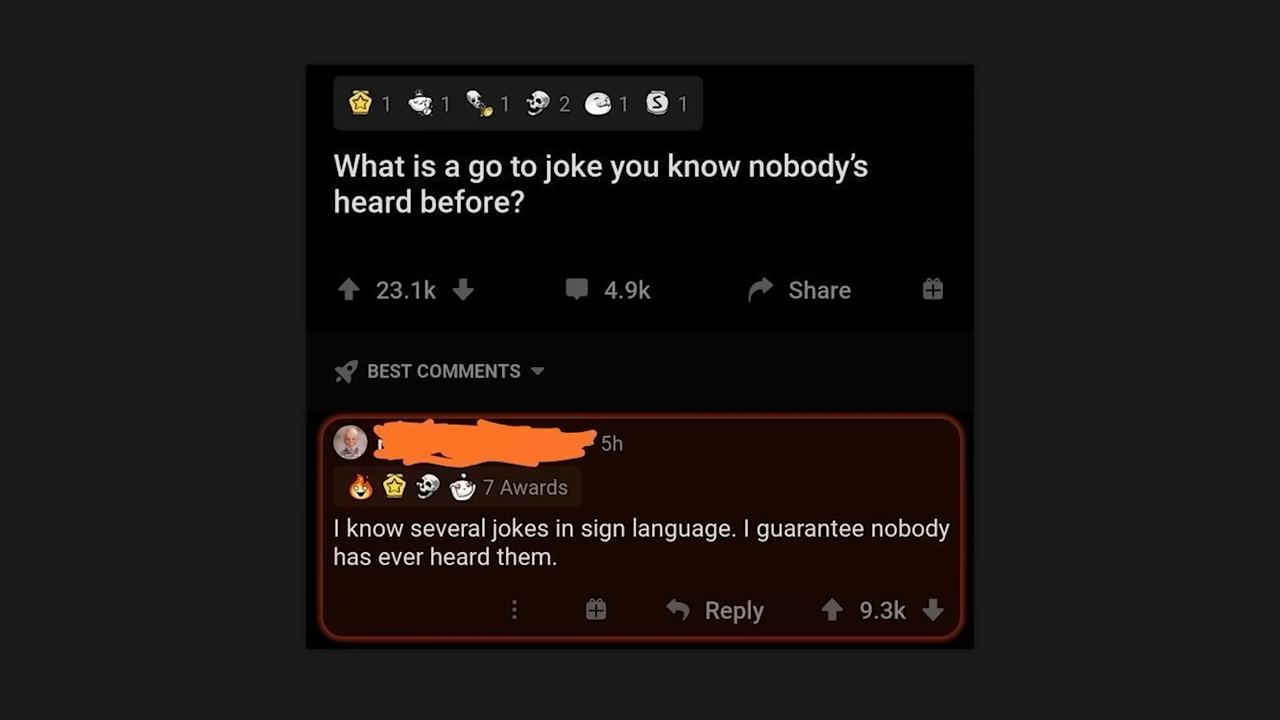 1 1 1 2 1 1
What is a go to joke you know nobody's
heard before?
23.1k 4.9k Share
BEST COMMENTS
5h
7 Awards
I know several jokes in sign language. I guarantee nobody
has ever heard them.
Reply 9.3k